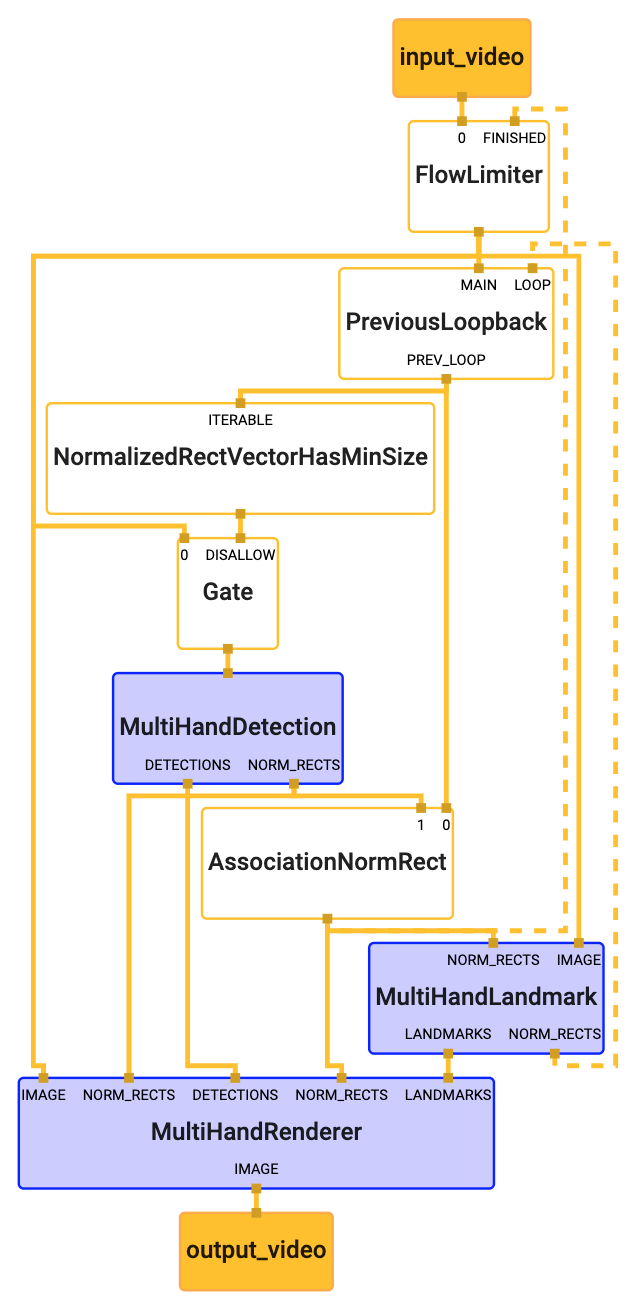 input_video
0 FINISHED
FlowLimiter
MAIN LOOP
PreviousLoopback
PREV_LOOP
ITERABLE
NormalizedRectVectorHasMinSize
0 DISALLOW
Gate
MultiHandDetection
DETECTIONS NORM_RECTS
1 0
AssociationNormRect
NORM_RECTS IMAGE
MultiHandLandmark
LANDMARKS NORM_RECTS
IMAGE NORM_RECTS DETECTIONS NORM_RECTS LANDMARKS
MultiHandRenderer
IMAGE
output_video